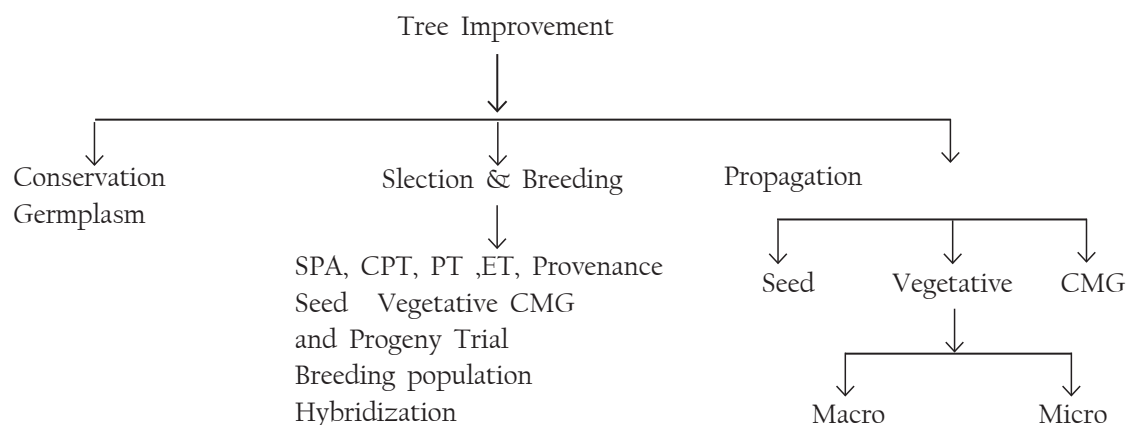 Tree Improvement
Conservation
Germplasm
Slection & Breeding
Propagation
SPA, CPT, PT ,ET, Provenance
Seed Vegetative CMG
and Progeny Trial
Breeding population
Hybridization
Seed
Vegetative
CMG
Macro
Micro